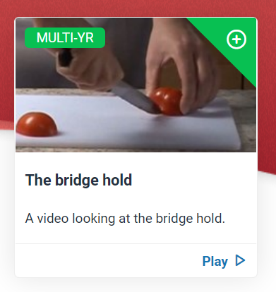 MULTI-YR
The bridge hold
A video looking at the bridge hold.
Play